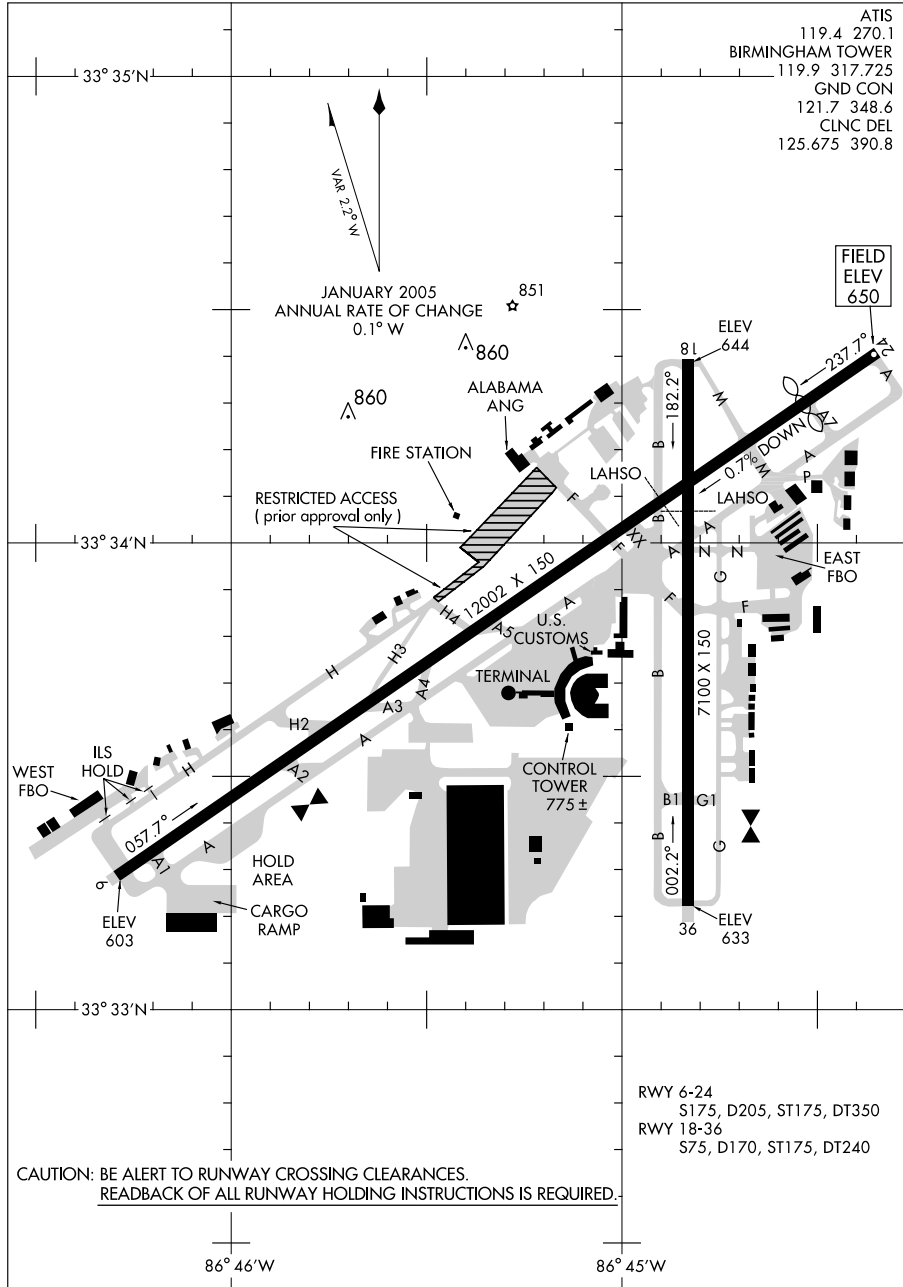 ATIS
119.4 270.1
BIRMINGHAM TOWER
119.9 317.725
GND CON
121.7 348.6
CLNC DEL
125.675 390.8
33° 35'N
VAR 2.2° W
JANUARY 2005
ANNUAL RATE OF CHANGE
0.1° W
851
860
860
FIELD
ELEV
650
ELEV
644
18
24
237.7°
A
182.2°
M
B
A7
0.7% DOWN
M
A
P
ALABAMA
ANG
FIRE STATION
LAHSO
LAHSO
RESTRICTED ACCESS
( prior approval only )
F
B
XX
F
A
A
N
N
G
33° 34'N
EAST
FBO
12002 X 150
H4
A5
A
F
F
U.S.
CUSTOMS
H
H3
A4
TERMINAL
B
7100 X 150
A3
H2
A
A2
CONTROL
TOWER
775 ±
WEST
FBO
ILS
HOLD
H
057.7°
B1
G1
A
A1
B
002.2°
G
HOLD
AREA
6
ELEV
603
CARGO
RAMP
36
ELEV
633
33° 33'N
RWY 6-24
S175, D205, ST175, DT350
RWY 18-36
S75, D170, ST175, DT240
CAUTION: BE ALERT TO RUNWAY CROSSING CLEARANCES.
READBACK OF ALL RUNWAY HOLDING INSTRUCTIONS IS REQUIRED.
86° 46'W
86° 45'W